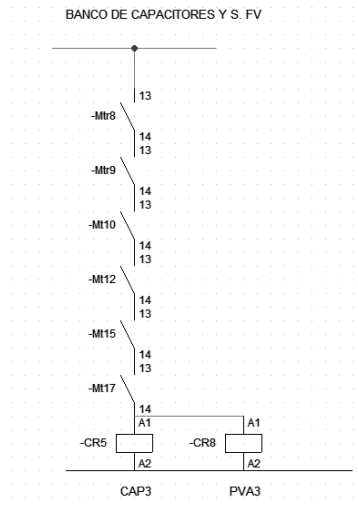 BANCO DE CAPACITORES Y S. FV
13
-Mtr8
14
13
-Mtr9
14
13
-Mt10
14
13
-Mt12
14
13
-Mt15
14
13
-Mt17
14
A1 A1
-CR5 -CR8
A2 A2
CAP3 PVA3